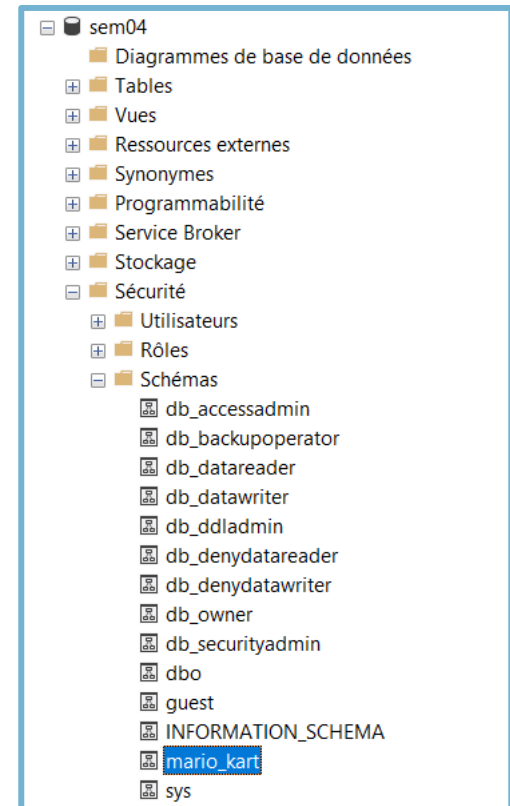 sem04
Diagrammes de base de données
Tables
Vues
Ressources externes
Synonymes
Programmabilité
Service Broker
Stockage
Sécurité
Utilisateurs
Rôles
Schémas
db_accessadmin
db_backupoperator
db_datareader
db_datawriter
db_ddladmin
db_denydatareader
db_denydatawriter
db_owner
db_securityadmin
dbo
guest
INFORMATION_SCHEMA
mario_kart
sys